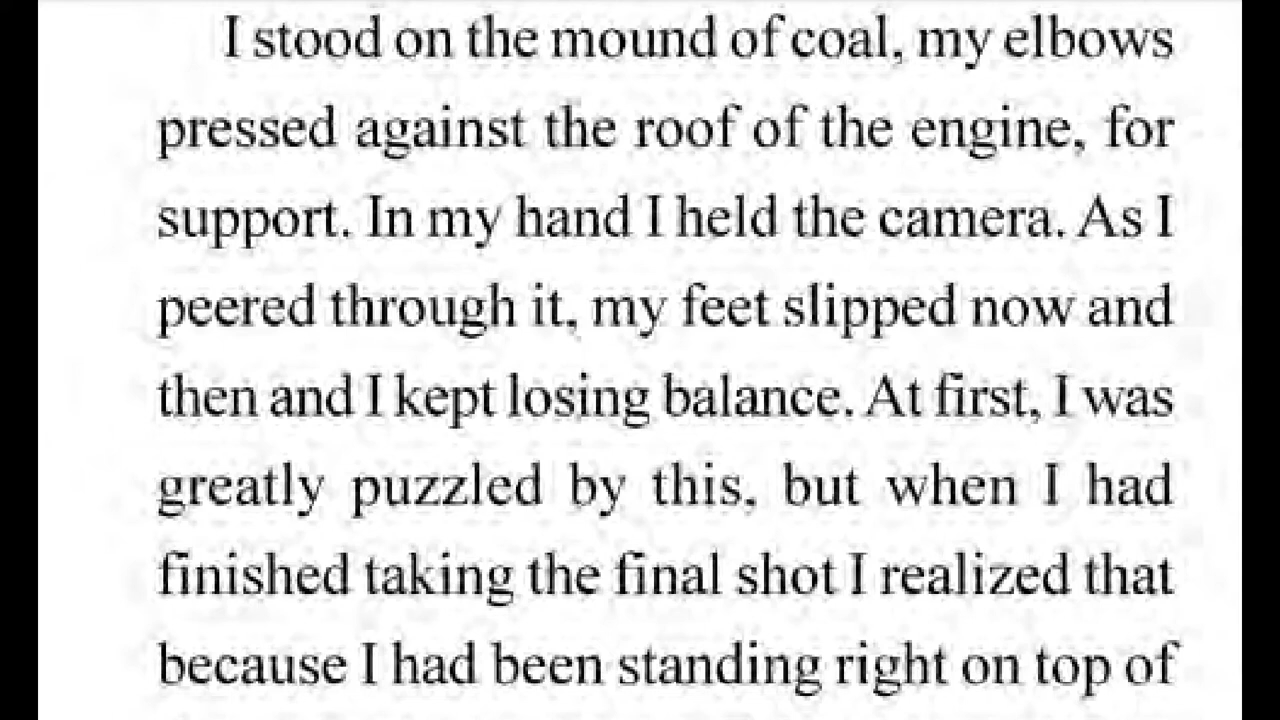 I stood on the mound of coal, my elbows
pressed against the roof of the engine, for
support. In my hand I held the camera. As I
peered through it, my feet slipped now and
then and I kept losing balance. At first, I was
greatly puzzled by this, but when I had
finished taking the final shot I realized that
because I had been standing right on top of